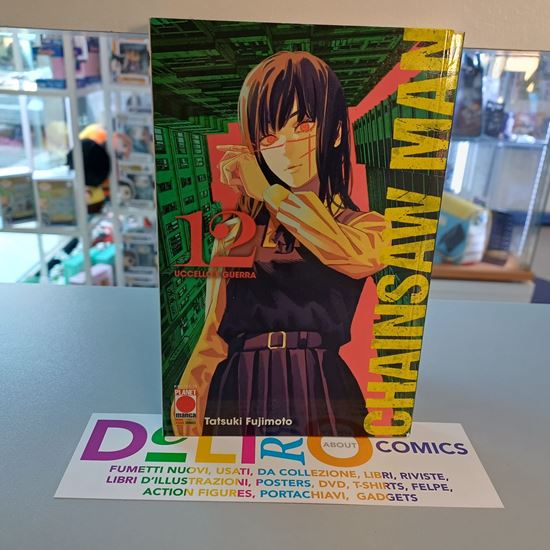 CHAINSAW MAN
12
UCCELLO E GUERRA
PLANET
manga
Tatsuki Fujimoto
DELIRIO ABOUT COMICS
FUMETTI NUOVI, USATI, DA COLLEZIONE, LIBRI, RIVISTE,
LIBRI D'ILLUSTRAZIONI, POSTERS, DVD, T-SHIRTS, FELPE,
ACTION FIGURES, PORTACHIAVI, GADGETS